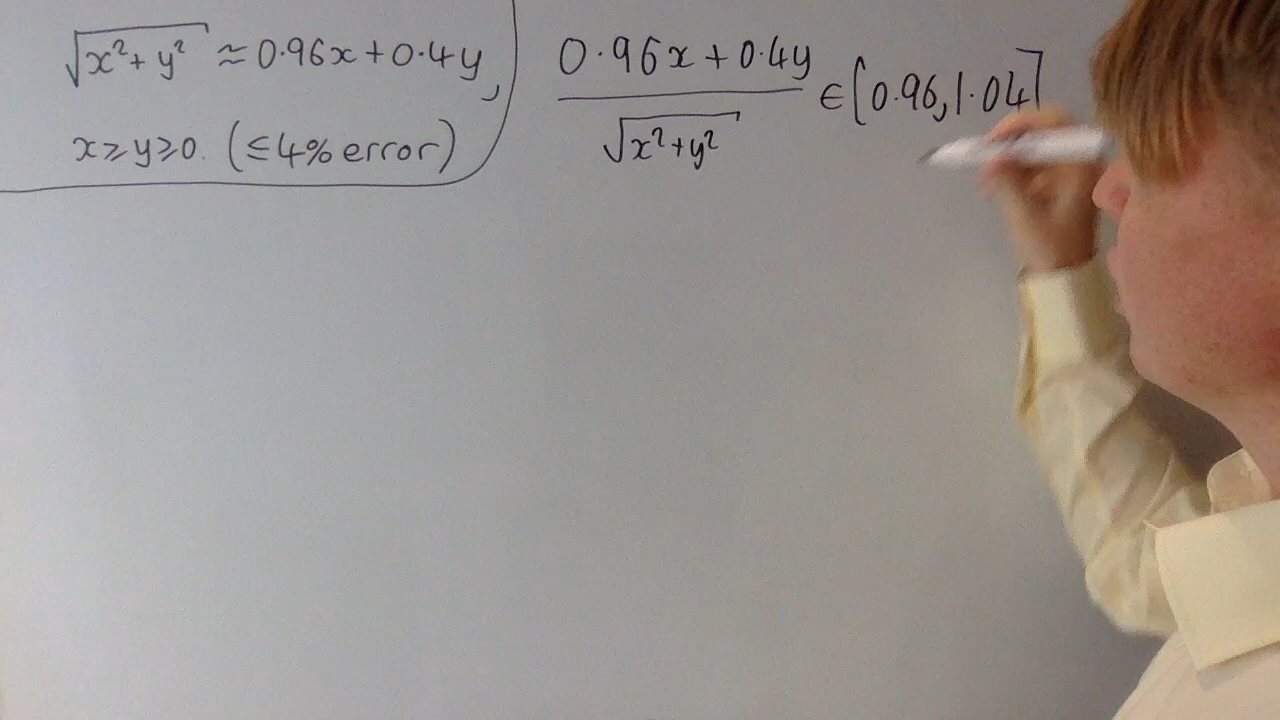 √x²+y² ≈ 0.96x+0.4y,
x⩾y⩾0. (≤4% error)
0.96x+0.4y
√x²+y²
∈[0.96,1.04]